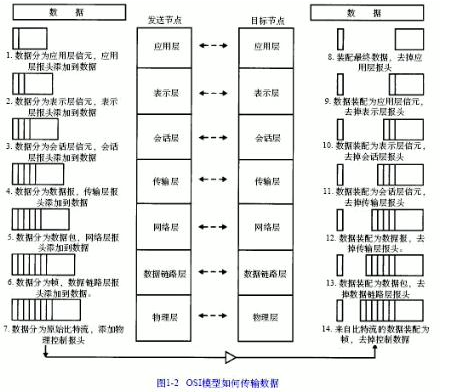 数 据
发送节点
目标节点
数 据
1. 数据分为应用层信元，应用
层报头添加到数据
2. 数据分为表示层信元，表示
层报头添加到数据
3. 数据分为会话层信元，会话
层报头添加到数据
4. 数据分为数据报，传输层报
头添加到数据
5. 数据分为数据包，网络层报
头添加到数据
6. 数据分为帧，数据链路层报
头添加到数据。
7. 数据分为原始比特流，添加物
理控制报头
应用层
表示层
会话层
传输层
网络层
数据链路层
物理层
应用层
表示层
会话层
传输层
网络层
数据链路层
物理层
8. 装配最终数据，去掉应
用层报头
9. 数据装配为应用层信元，
去掉表示层报头
10. 数据装配为表示层信元，
去掉会话层报头
11. 数据装配为会话层信元，
去掉传输层报头
12. 数据装配为数据报，去
掉传输层报头。
13. 数据装配为数据包，去
掉数据链路层报头
14. 来自比特流的数据装配为
帧，去掉控制数据
图1-2 OSI模型如何传输数据